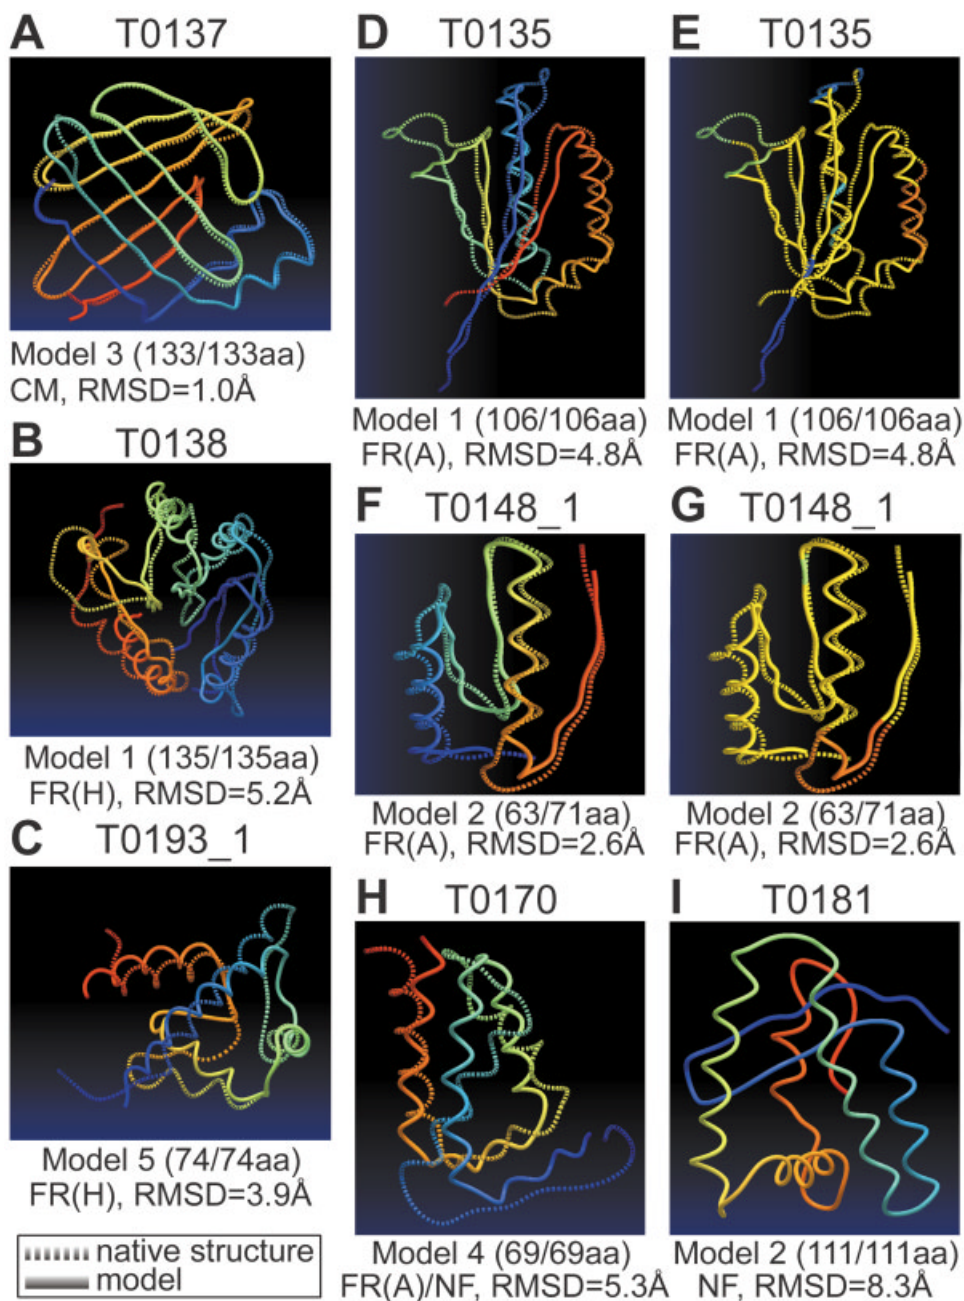 A T0137
Model 3 (133/133aa)
CM, RMSD=1.0Å
B T0138
Model 1 (135/135aa)
FR(H), RMSD=5.2Å
C T0193_1
Model 5 (74/74aa)
FR(H), RMSD=3.9Å
native structure
model
D T0135
Model 1 (106/106aa)
FR(A), RMSD=4.8Å
E T0135
Model 1 (106/106aa)
FR(A), RMSD=4.8Å
F T0148_1
Model 2 (63/71aa)
FR(A), RMSD=2.6Å
G T0148_1
Model 2 (63/71aa)
FR(A), RMSD=2.6Å
H T0170
Model 4 (69/69aa)
FR(A)/NF, RMSD=5.3Å
I T0181
Model 2 (111/111aa)
NF, RMSD=8.3Å